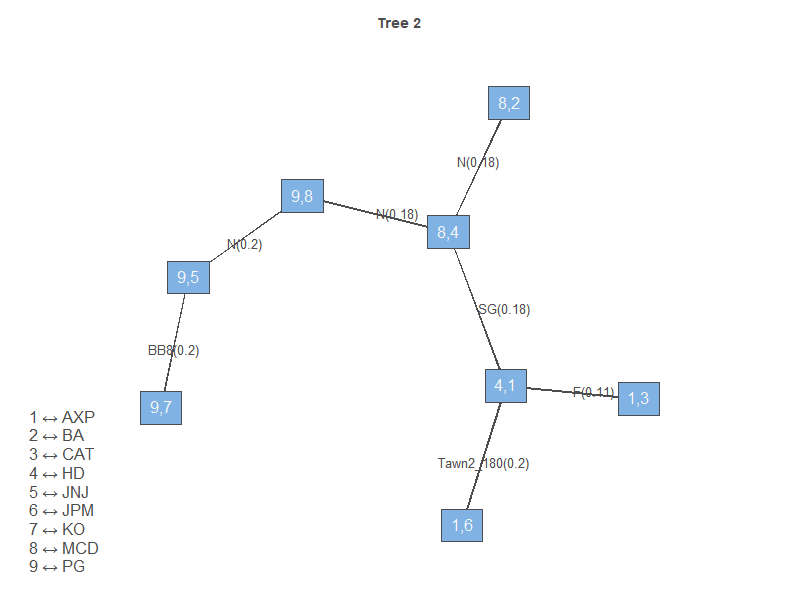 Tree 2
8,2
N(0.18)
9,8
N(0.18)
8,4
N(0.2)
9,5
SG(0.18)
BB8(0.2)
4,1
F(0.11)
1,3
9,7
Tawn2_180(0.2)
1,6
1 ↔ AXP
2 ↔ BA
3 ↔ CAT
4 ↔ HD
5 ↔ JNJ
6 ↔ JPM
7 ↔ KO
8 ↔ MCD
9 ↔ PG